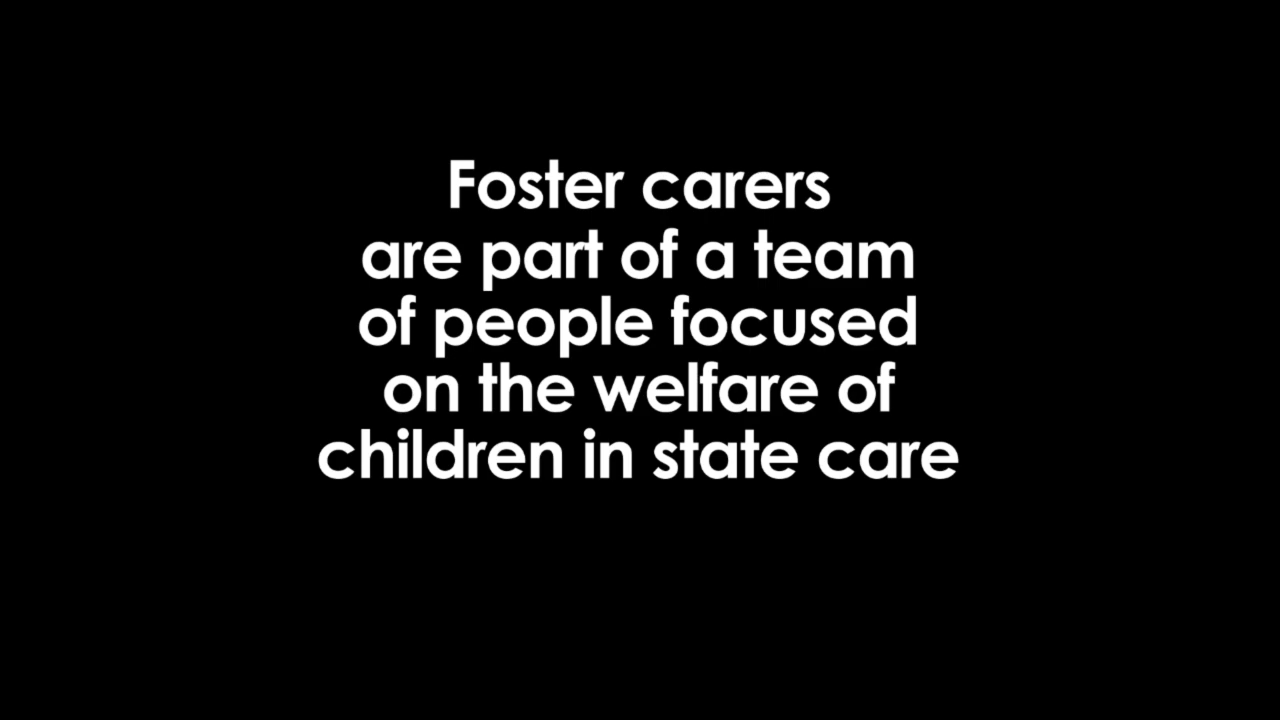 Foster carers
are part of a team
of people focused
on the welfare of
children in state care